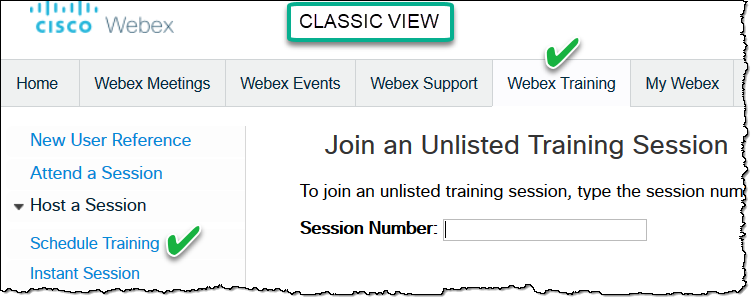 CISCO Webex
CLASSIC VIEW
Home Webex Meetings Webex Events Webex Support Webex Training My Webex
New User Reference
Attend a Session
Host a Session
Schedule Training
Instant Session
Join an Unlisted Training Session
To join an unlisted training session, type the session num
Session Number: